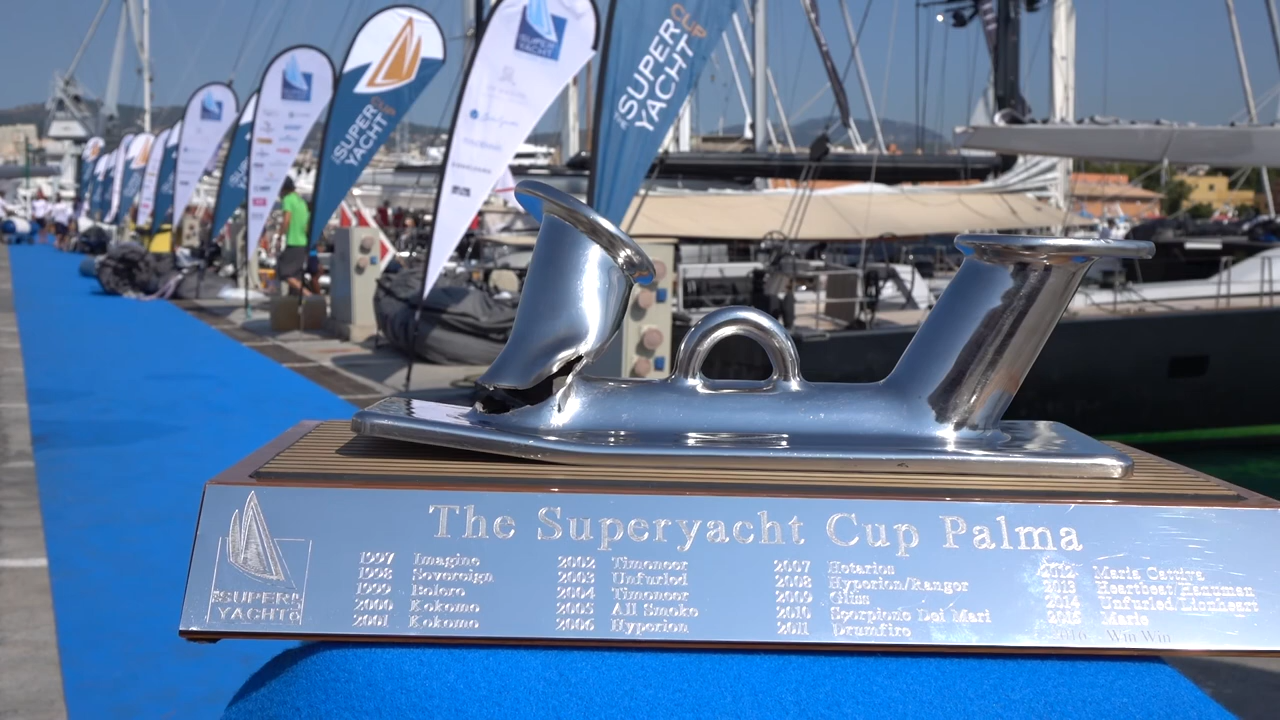 SUPER
YACHT
CUP
SUPER
YACHT
CUP
SUPER
YACHT
The Superyacht Cup Palma
1997 Imagine
1998 Sovereign
1999 Bolero
2000 Kokomo
2001 Kokomo
2002 Timoneer
2003 Unfurled
2004 Timoneer
2005 All Smoke
2006 Hyperion
2007 Hetarios
2008 Hyperion/Ranger
2009 Gliss
2010 Scorpione Dei Mari
2011 Drumfire
2012 Maria Cattiva
2013 Heartbeat/Hanuman
2014 Unfurled/Lionheart
2015 Marie
2016 Win Win
SUPER
YACHT